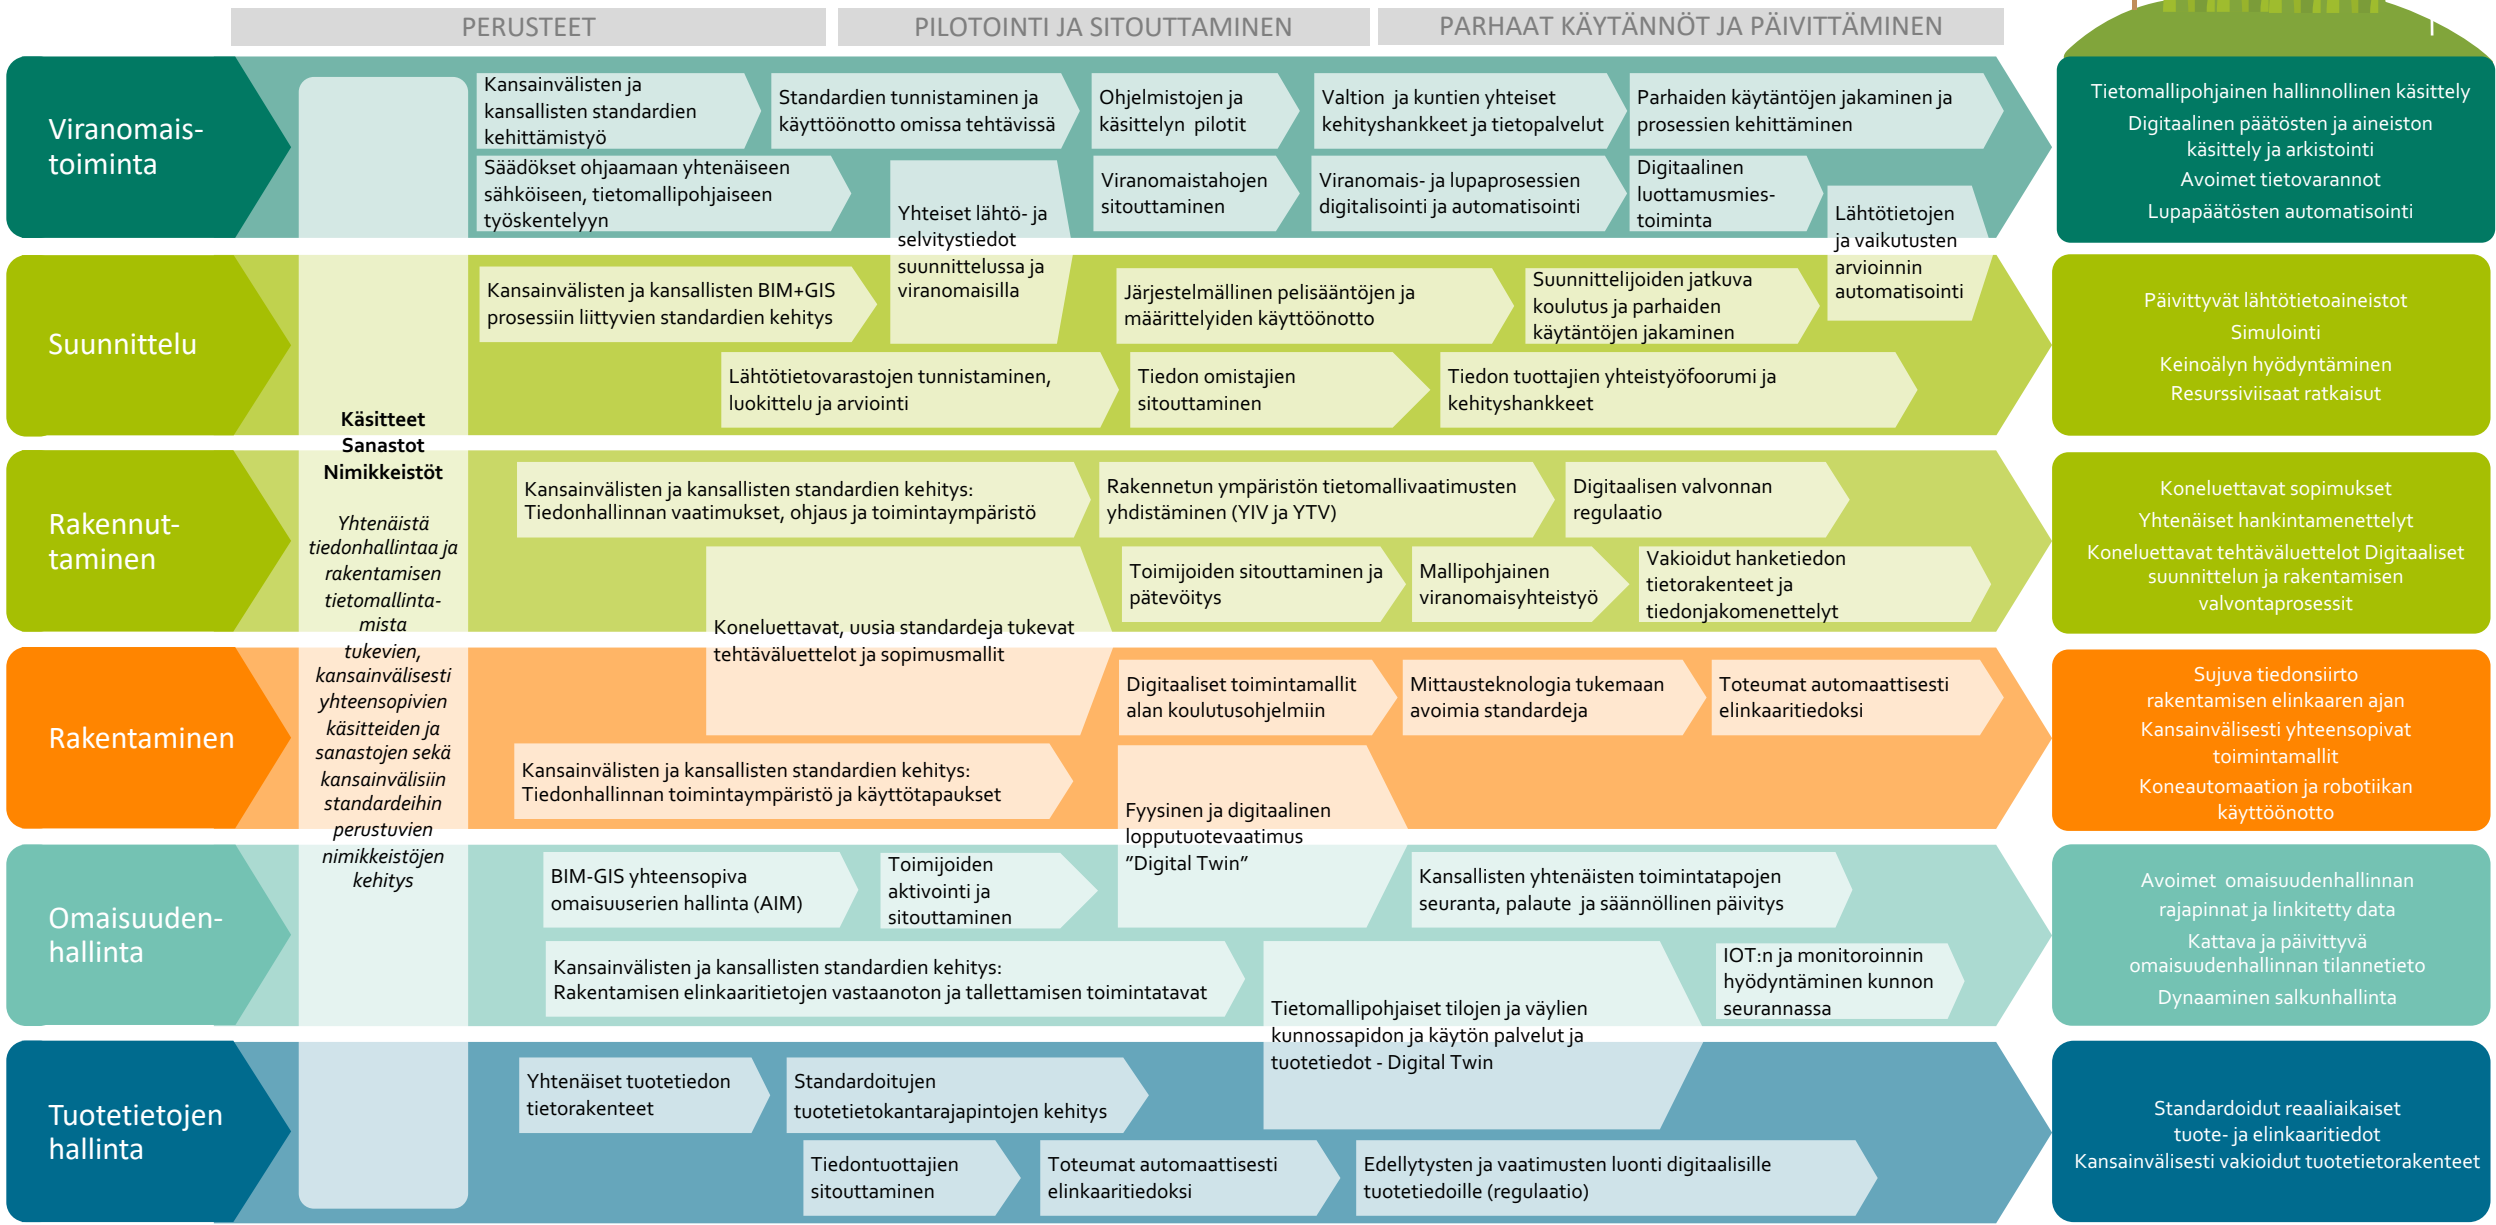 PERUSTEET
PILOTOINTI JA SITOUTTAMINEN
PARHAAT KÄYTÄNNÖT JA PÄIVITTÄMINEN
Viranomais-
toiminta
Kansainvälisten ja
kansallisten standardien
kehittämistyö
Standardien tunnistaminen ja
käyttöönotto omissa tehtävissä
Ohjelmistojen ja
käsittelyn pilotit
Valtion ja kuntien yhteiset
kehityshankkeet ja tietopalvelut
Parhaiden käytäntöjen jakaminen ja
prosessien kehittäminen
Säädökset ohjaamaan yhtenäiseen
sähköiseen, tietomallipohjaiseen
työskentelyyn
Yhteiset lähtö- ja
selvitystiedot
suunnittelussa ja
viranomaisilla
Viranomaistahojen
sitouttaminen
Viranomais- ja lupaprosessien
digitalisointi ja automatisointi
Digitaalinen
luottamusmies-
toiminta
Lähtötietojen
ja vaikutusten
arvioinnin
automatisointi
Tietomallipohjainen hallinnollinen käsittely
Digitaalinen päätösten ja aineiston
käsittely ja arkistointi
Avoimet tietovarannot
Lupapäätösten automatisointi
Suunnittelu
Kansainvälisten ja kansallisten BIM+GIS
prosessiin liittyvien standardien kehitys
Järjestelmällinen pelisääntöjen ja
määrittelyiden käyttöönotto
Suunnittelijoiden jatkuva
koulutus ja parhaiden
käytäntöjen jakaminen
Lähtötietovarastojen tunnistaminen,
luokittelu ja arviointi
Tiedon omistajien
sitouttaminen
Tiedon tuottajien yhteistyöfoorumi ja
kehityshankkeet
Päivittyvät lähtötietoaineistot
Simulointi
Keinoälyn hyödyntäminen
Resurssiviisaat ratkaisut
Käsitteet
Sanastot
Nimikkeistöt
Yhtenäistä
tiedonhallintaa ja
rakentamisen
tietomallinta-
mista
tukevien,
kansainvälisesti
yhteensopivien
käsitteiden ja
sanastojen sekä
kansainvälisiin
standardeihin
perustuvien
nimikkeistöjen
kehitys
Rakennut-
taminen
Kansainvälisten ja kansallisten standardien kehitys:
Tiedonhallinnan vaatimukset, ohjaus ja toimintaympäristö
Rakennetun ympäristön tietomallivaatimusten
yhdistäminen (YIV ja YTV)
Digitaalisen valvonnan
regulaatio
Koneluettavat, uusia standardeja tukevat
tehtäväluettelot ja sopimusmallit
Toimijoiden sitouttaminen ja
pätevöitys
Mallipohjainen
viranomaisyhteistyö
Vakioidut hanketiedon
tietorakenteet ja
tiedonjakomenettelyt
Koneluettavat sopimukset
Yhtenäiset hankintamenettelyt
Koneluettavat tehtäväluettelot Digitaaliset
suunnittelun ja rakentamisen
valvontaprosessit
Rakentaminen
Digitaaliset toimintamallit
alan koulutusohjelmiin
Mittausteknologia tukemaan
avoimia standardeja
Toteumat automaattisesti
elinkaaritiedoksi
Kansainvälisten ja kansallisten standardien kehitys:
Tiedonhallinnan toimintaympäristö ja käyttötapaukset
Fyysinen ja digitaalinen
lopputuotevaatimus
”Digital Twin”
Sujuva tiedonsiirto
rakentamisen elinkaaren ajan
Kansainvälisesti yhteensopivat
toimintamallit
Koneautomaation ja robotiikan
käyttöönotto
Omaisuuden-
hallinta
BIM-GIS yhteensopiva
omaisuuserien hallinta (AIM)
Toimijoiden
aktivointi ja
sitouttaminen
Kansallisten yhtenäisten toimintatapojen
seuranta, palaute ja säännöllinen päivitys
Kansainvälisten ja kansallisten standardien kehitys:
Rakentamisen elinkaaritietojen vastaanoton ja tallettamisen toimintatavat
Tietomallipohjaiset tilojen ja väylien
kunnossapidon ja käytön palvelut ja
tuotetiedot - Digital Twin
IOT:n ja monitoroinnin
hyödyntäminen kunnon
seurannassa
Avoimet omaisuudenhallinnan
rajapinnat ja linkitetty data
Kattava ja päivittyvä
omaisuudenhallinnan tilannetieto
Dynaaminen salkunhallinta
Tuotetietojen
hallinta
Yhtenäiset tuotetiedon
tietorakenteet
Standardoitujen
tuotetietokantarajapintojen kehitys
Tiedontuottajien
sitouttaminen
Toteumat automaattisesti
elinkaaritiedoksi
Edellytysten ja vaatimusten luonti digitaalisille
tuotetiedoille (regulaatio)
Standardoidut reaaliaikaiset
tuote- ja elinkaaritiedot
Kansainvälisesti vakioidut tuotetietorakenteet